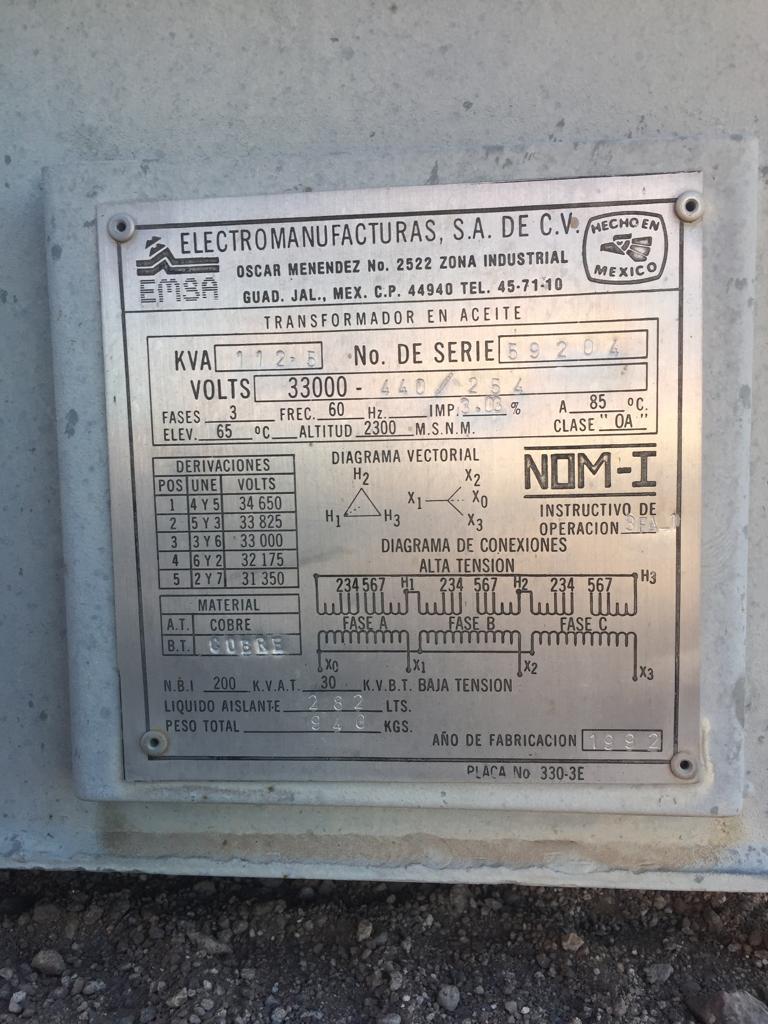 ELECTROMANUFACTURAS, S.A. DE C.V.
EMSA
OSCAR MENENDEZ No. 2522 ZONA INDUSTRIAL
GUAD. JAL., MEX. C.P. 44940 TEL. 45-71-10
HECHO EN
MEXICO
TRANSFORMADOR EN ACEITE
KVA 112-5 No. DE SERIE 59204
VOLTS 33000 - 440/254
FASES 3 FREC. 60 Hz. IMP. 3.03 % A 85 ºC.
ELEV. 65 ºC ALTITUD 2300 M.S.N.M. CLASE "OA"
DERIVACIONES
POS UNE VOLTS
1 4 Y 5 34 650
2 5 Y 3 33 825
3 3 Y 6 33 000
4 6 Y 2 32 175
5 2 Y 7 31 350
DIAGRAMA VECTORIAL
H2
H1 H3
X2
X1 X0
X3
NOM-I
INSTRUCTIVO DE
OPERACION
DIAGRAMA DE CONEXIONES
ALTA TENSION
234 567 H1 234 567 H2 234 567 H3
FASE A FASE B FASE C
X0 X1 X2 X3
MATERIAL
A.T. COBRE
B.T. COBRE
N.B.I 200 K.V.A.T. 30 K.V.B.T. BAJA TENSION
LIQUIDO AISLANTE 282 LTS.
PESO TOTAL 940 KGS.
AÑO DE FABRICACION 1992
PLACA No 330-3E